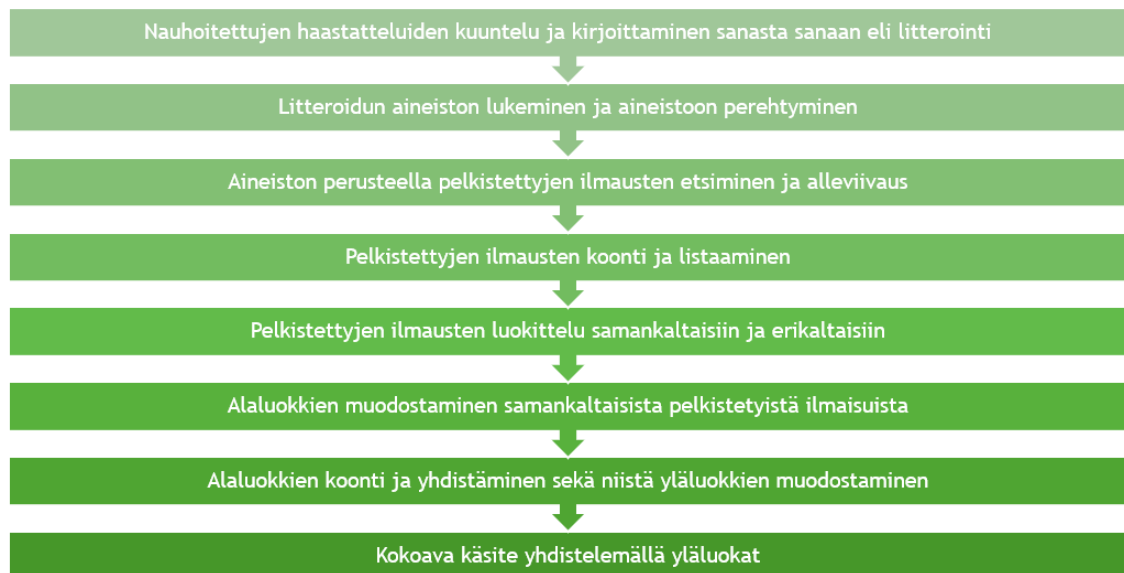 Nauhoitettujen haastatteluiden kuuntelu ja kirjoittaminen sanasta sanaan eli litterointi
Litteroidun aineiston lukeminen ja aineistoon perehtyminen
Aineiston perusteella pelkistettyjen ilmausten etsiminen ja alleviivaus
Pelkistettyjen ilmausten koonti ja listaaminen
Pelkistettyjen ilmausten luokittelu samankaltaisiin ja erikaltaisiin
Alaluokkien muodostaminen samankaltaisista pelkistetyistä ilmaisuista
Alaluokkien koonti ja yhdistäminen sekä niistä yläluokkien muodostaminen
Kokoava käsite yhdistelemällä yläluokat